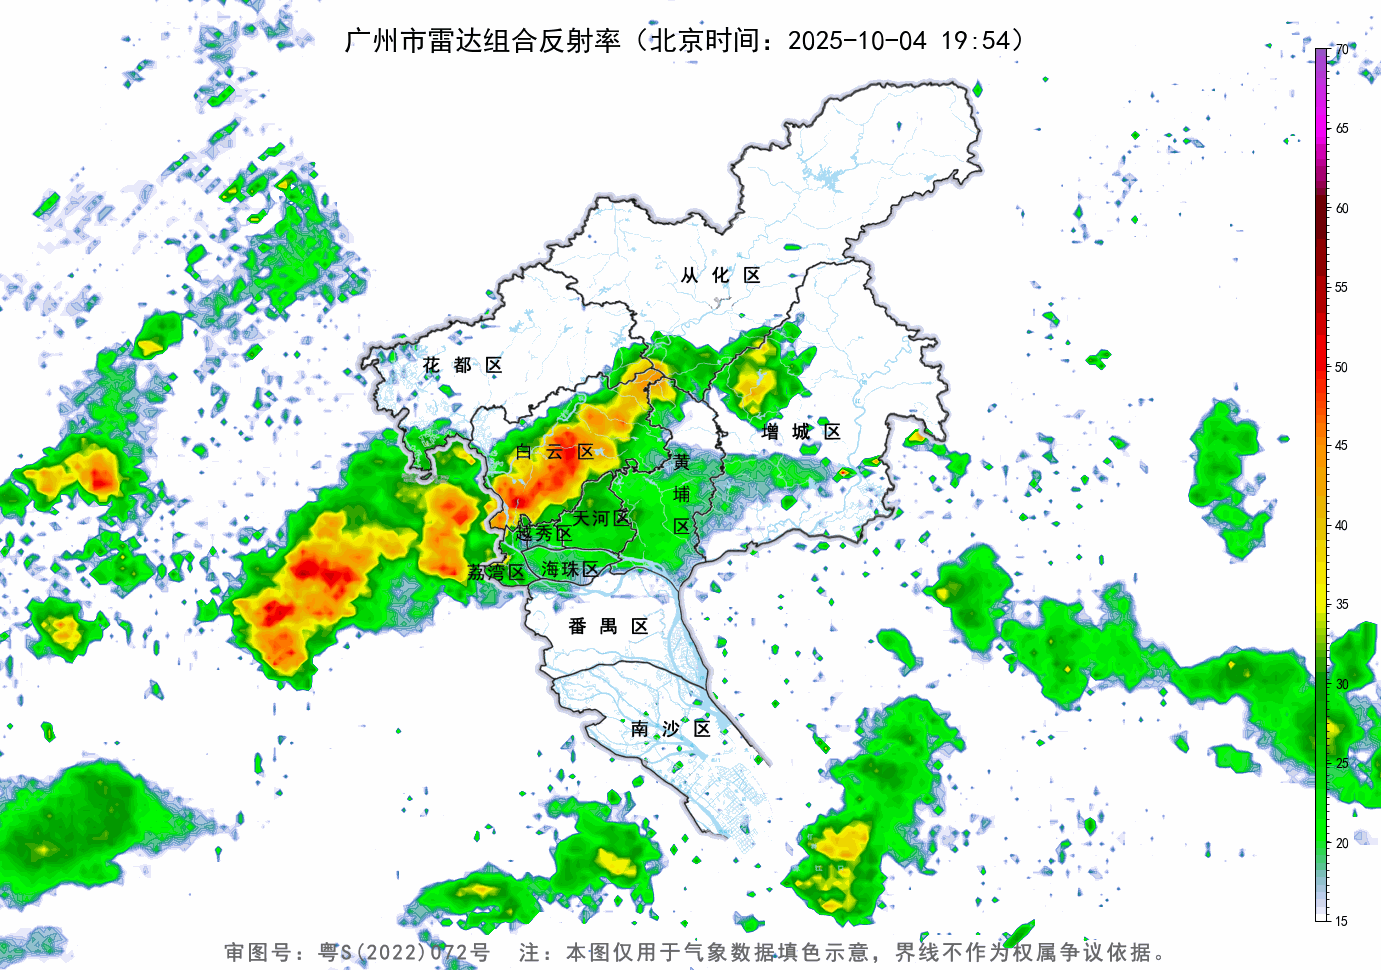 广州市雷达组合反射率（北京时间：2025-10-04 19:54）
70
65
60
55
50
45
40
35
30
25
20
15
从化区
花都区
增城区
白云区
黄埔区
天河区
越秀区
荔湾区
海珠区
番禺区
南沙区
审图号：粤S(2022)072号 注：本图仅用于气象数据填色示意，界线不作为权属争议依据。